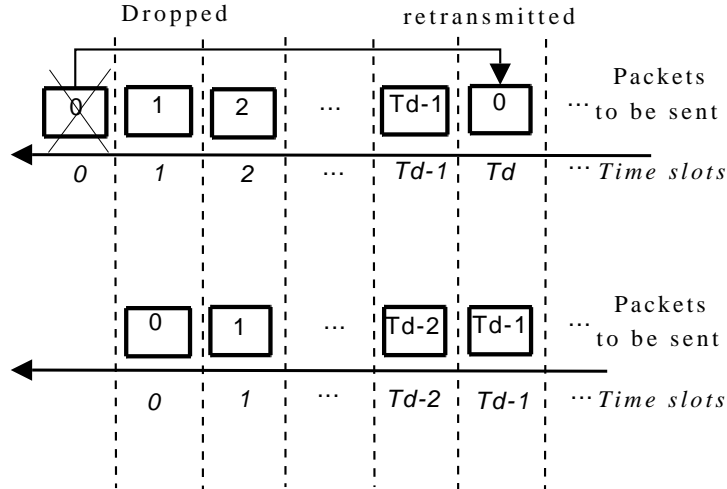 Dropped retransmitted
0 1 2 ... Td-1 0 ... Packets to be sent
0 1 2 ... Td-1 Td ... Time slots
0 1 ... Td-2 Td-1 ... Packets to be sent
0 1 ... Td-2 Td-1 ... Time slots